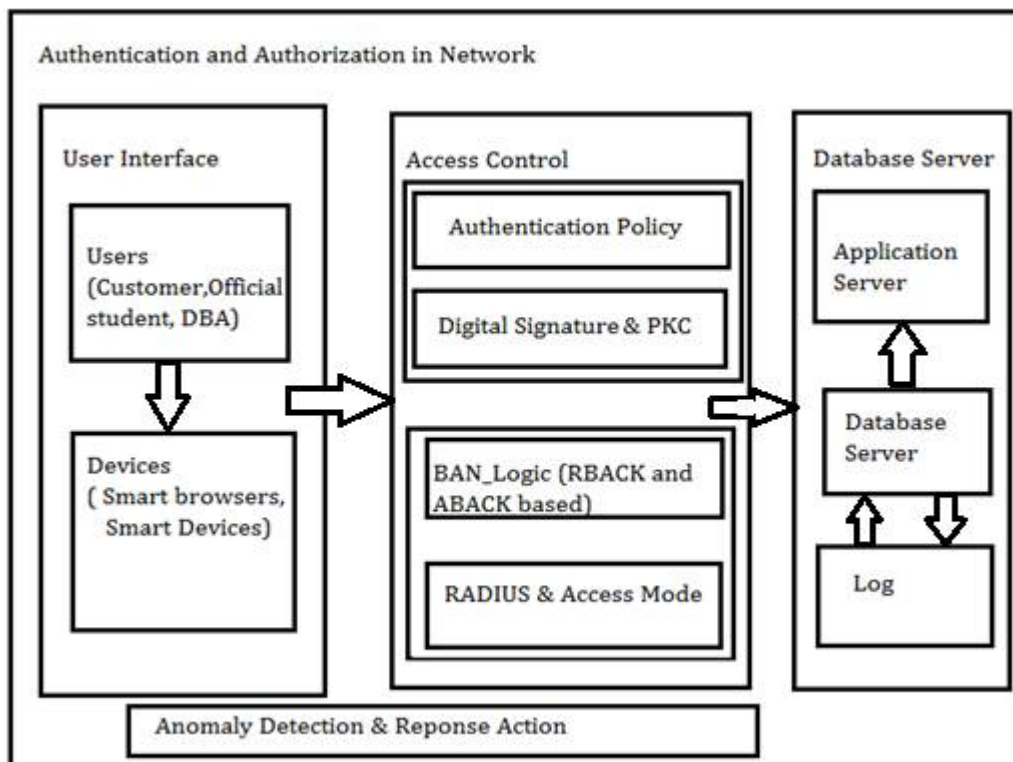 Authentication and Authorization in Network
User Interface
Users
(Customer,Official
student, DBA)
Devices
( Smart browsers,
Smart Devices)
Access Control
Authentication Policy
Digital Signature & PKC
BAN_Logic (RBACK and
ABACK based)
RADIUS & Access Mode
Database Server
Application
Server
Database
Server
Log
Anomaly Detection & Reponse Action